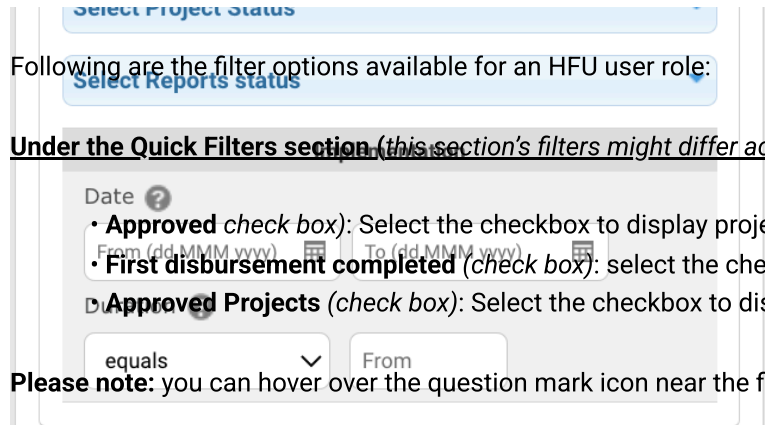 Select Project Status
Following are the filter options available for an HFU user role:
Select Reports status
Under the Quick Filters section (this section's filters might differ ac
Implementation
Date ?
• Approved check box): Select the checkbox to display proje
From (dd MMM yyyy) To (dd MMM yyyy)
• First disbursement completed (check box): select the che
Duration ?
• Approved Projects (check box): Select the checkbox to dis
equals From
Please note: you can hover over the question mark icon near the f